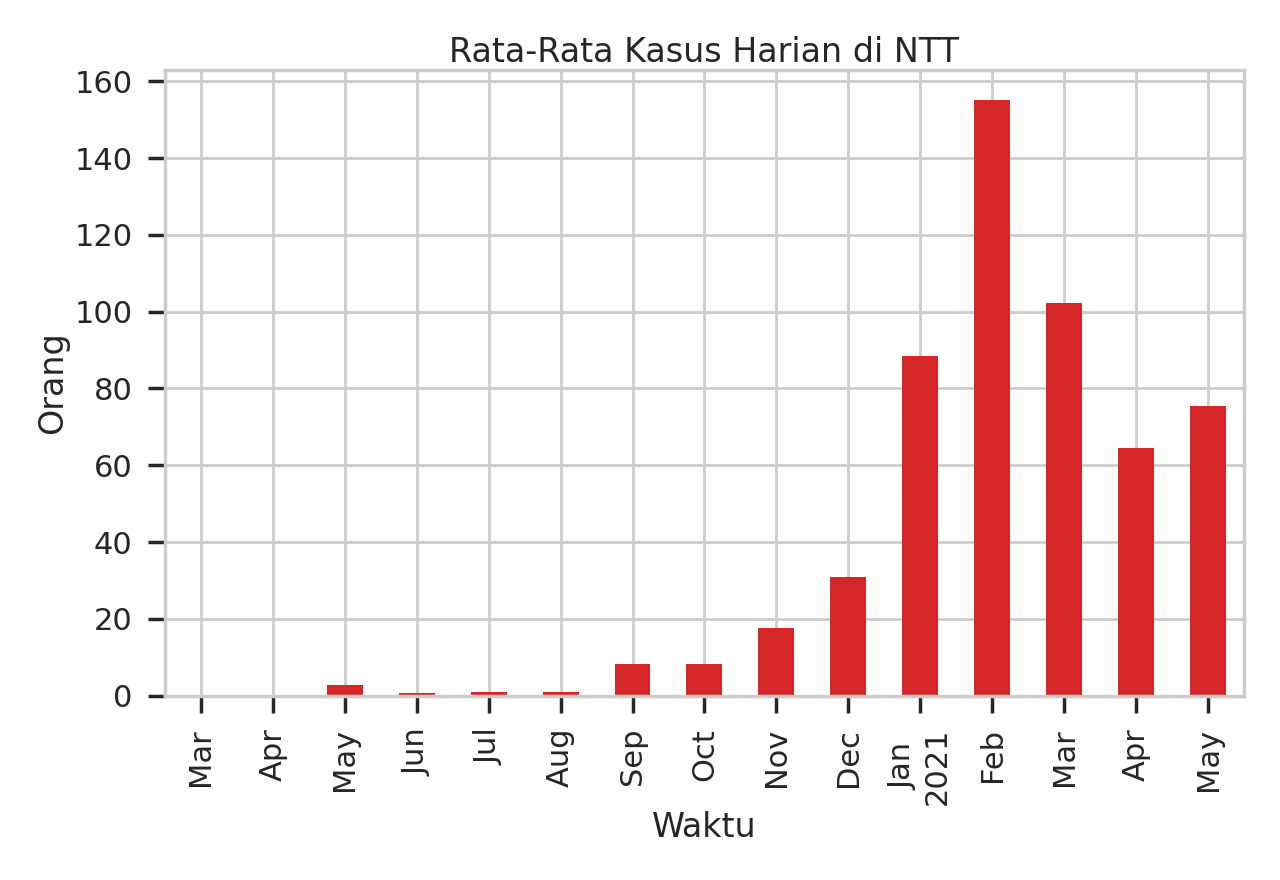 Rata-Rata Kasus Harian di NTT
160
140
120
100
80
60
40
20
0
Orang
Mar
Apr
May
Jun
Jul
Aug
Sep
Oct
Nov
Dec
Jan
2021
Feb
Mar
Apr
May
Waktu